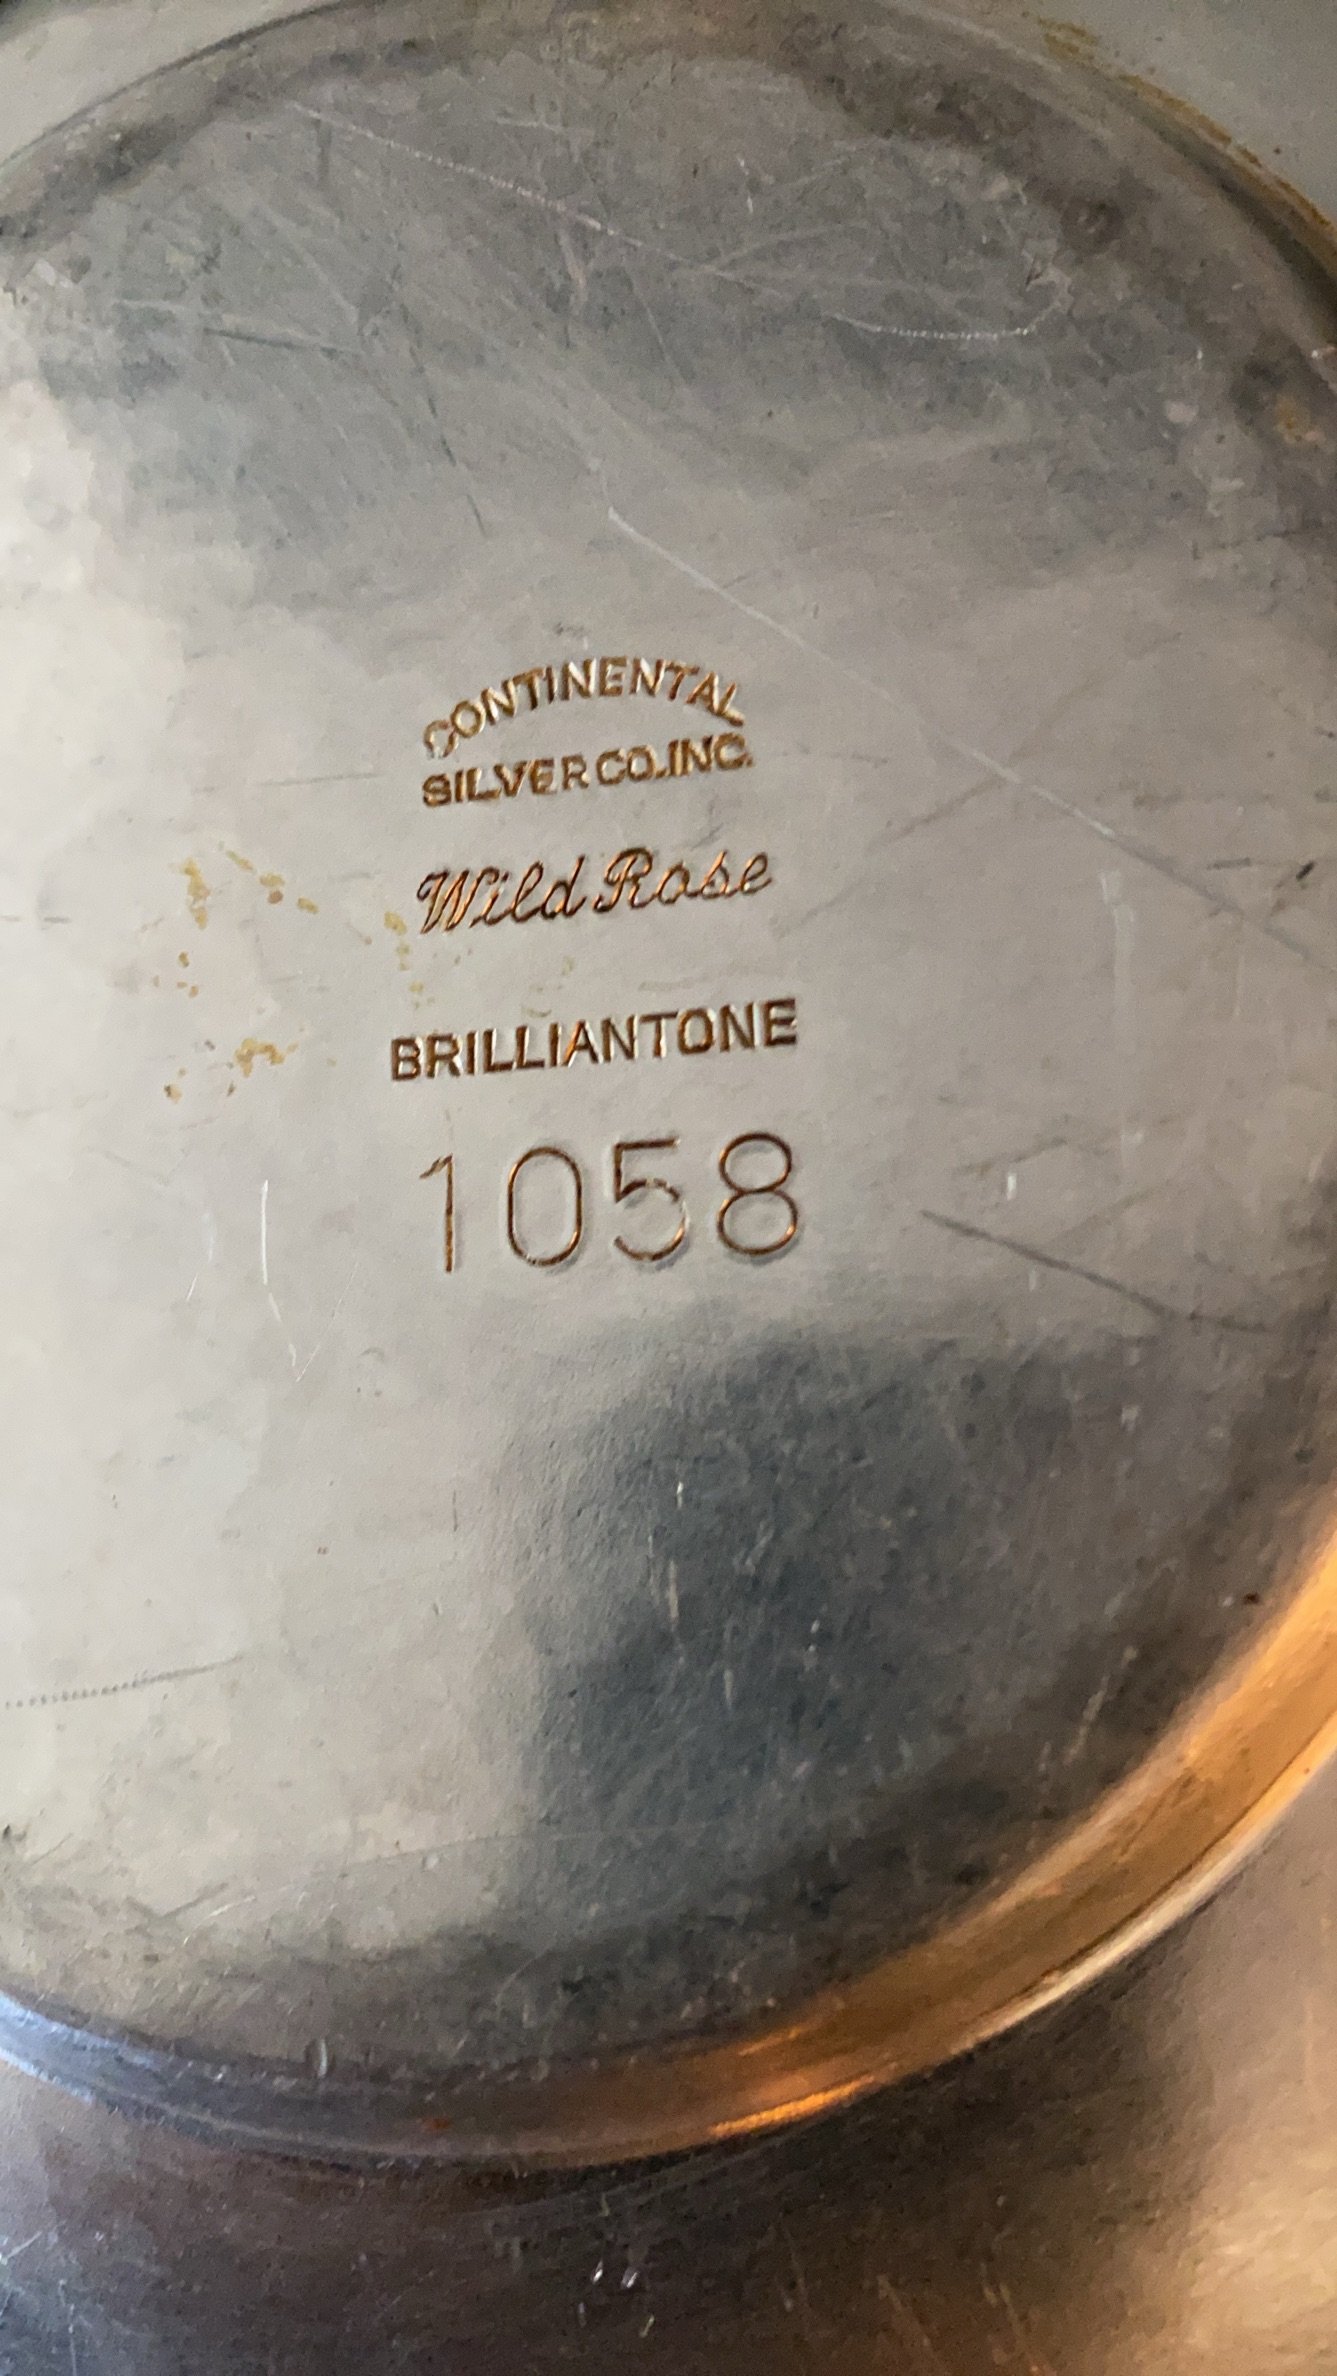 CONTINENTAL
SILVER CO. INC.
Wild Rose
BRILLIANTONE
1058